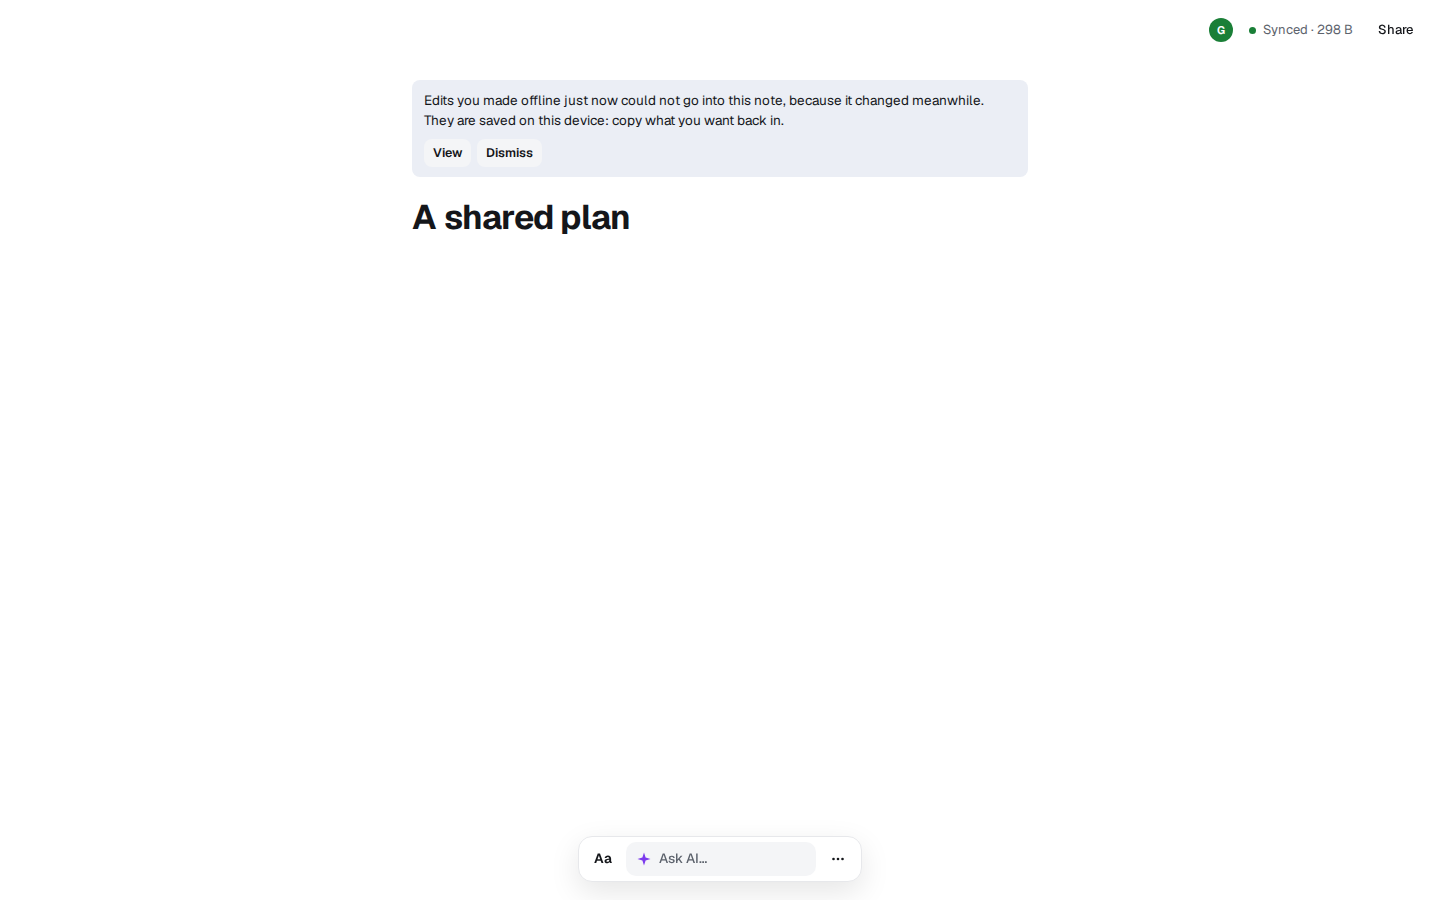 G
Synced · 298 B
Share
Edits you made offline just now could not go into this note, because it changed meanwhile.
They are saved on this device: copy what you want back in.
View
Dismiss
A shared plan
Aa
Ask AI…